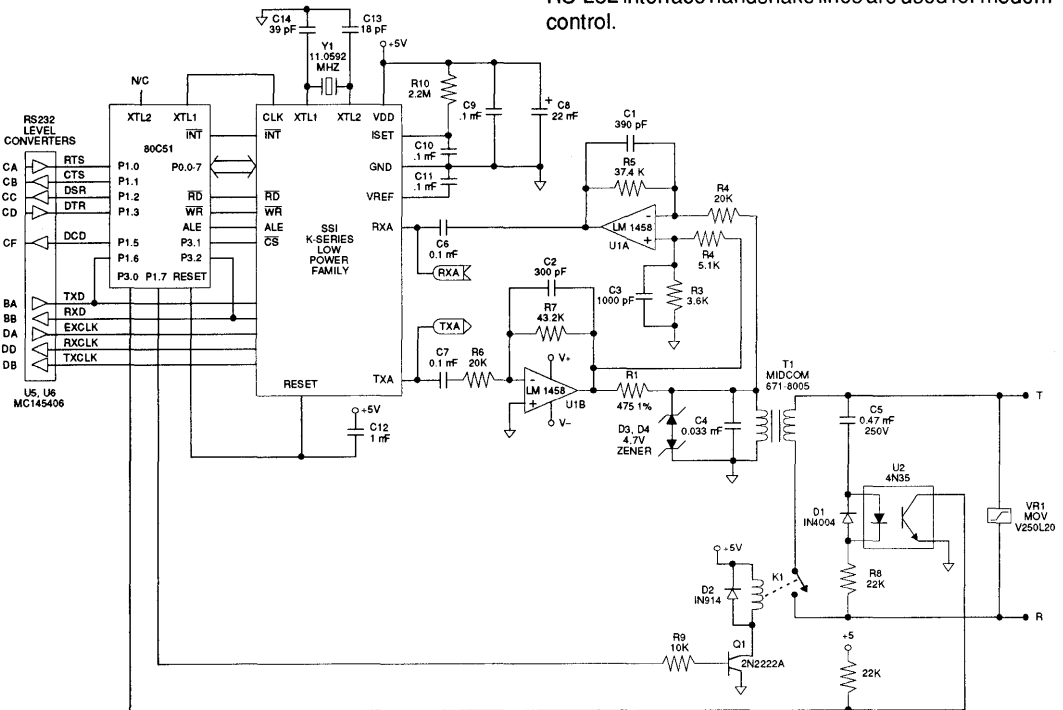 RS-232 interface handshake lines are used for modem
control.
C14
39 pF
C13
18 pF
Y1
11.0592
MHZ
+5V
R10
2.2M
C9
.1 mF
+
C8
22 mF
N/C
XTL2
XTL1
INT
80C51
P1.0
P0.0-7
P1.1
P1.2
RD
P1.3
WR
ALE
P1.5
P3.1
P1.6
P3.2
P3.0
P1.7
RESET
RS232
LEVEL
CONVERTERS
CA
RTS
CB
CTS
CC
DSR
CD
DTR
CF
DCD
BA
TXD
BB
RXD
DA
EXCLK
DD
RXCLK
DB
TXCLK
U5, U6
MC145406
CLK
XTL1
XTL2
VDD
INT
ISET
GND
VREF
RD
WR
ALE
CS
RXA
SSI
K-SERIES
LOW
POWER
FAMILY
TXA
RESET
C10
.1 mF
C11
.1 mF
+5V
C12
1 mF
C6
0.1 mF
RXA
TXA
C7
0.1 mF
R6
20K
C1
390 pF
R5
37.4 K
-
LM 1458
+
U1A
R4
20K
R4
5.1K
C3
1000 pF
R3
3.6K
C2
300 pF
R7
43.2K
V+
-
LM 1458
+
U1B
V-
R1
475 1%
D3, D4
4.7V
ZENER
C4
0.033 mF
T1
MIDCOM
671-8005
T
C5
0.47 mF
250V
U2
4N35
D1
IN4004
VR1
MOV
V250L20
R8
22K
R
+5V
D2
IN914
K1
R9
10K
Q1
2N2222A
+5
22K